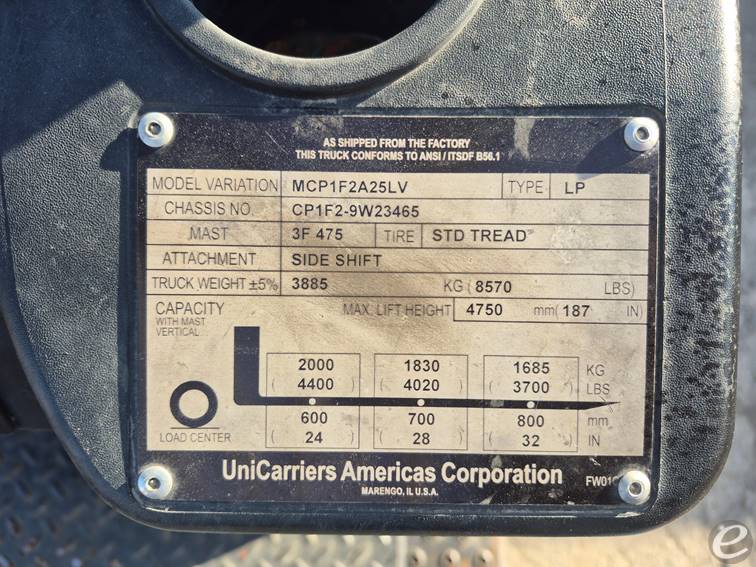 AS SHIPPED FROM THE FACTORY
THIS TRUCK CONFORMS TO ANSI / ITSDF B56.1
MODEL VARIATION MCP1F2A25LV TYPE LP
CHASSIS NO. CP1F2-9W23465
MAST 3F 475 TIRE STD TREAD
ATTACHMENT SIDE SHIFT
TRUCK WEIGHT ±5% 3885 KG ( 8570 LBS)
CAPACITY MAX. LIFT HEIGHT 4750 mm( 187 IN)
WITH MAST
VERTICAL
2000 1830 1685 KG
( 4400 ) ( 4020 ) ( 3700 ) LBS
600 700 800 mm
LOAD CENTER ( 24 ) ( 28 ) ( 32 ) IN
UniCarriers Americas Corporation
MARENGO, IL U.S.A.
e